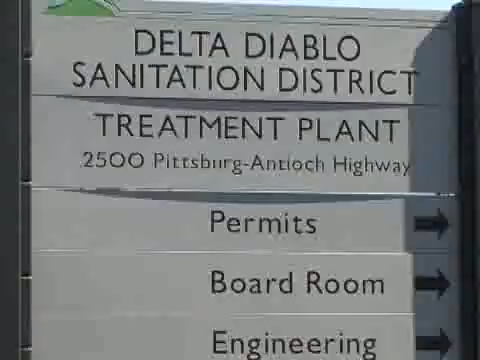 DELTA DIABLO
SANITATION DISTRICT
TREATMENT PLANT
2500 Pittsburg-Antioch Highway
Permits
Board Room
Engineering